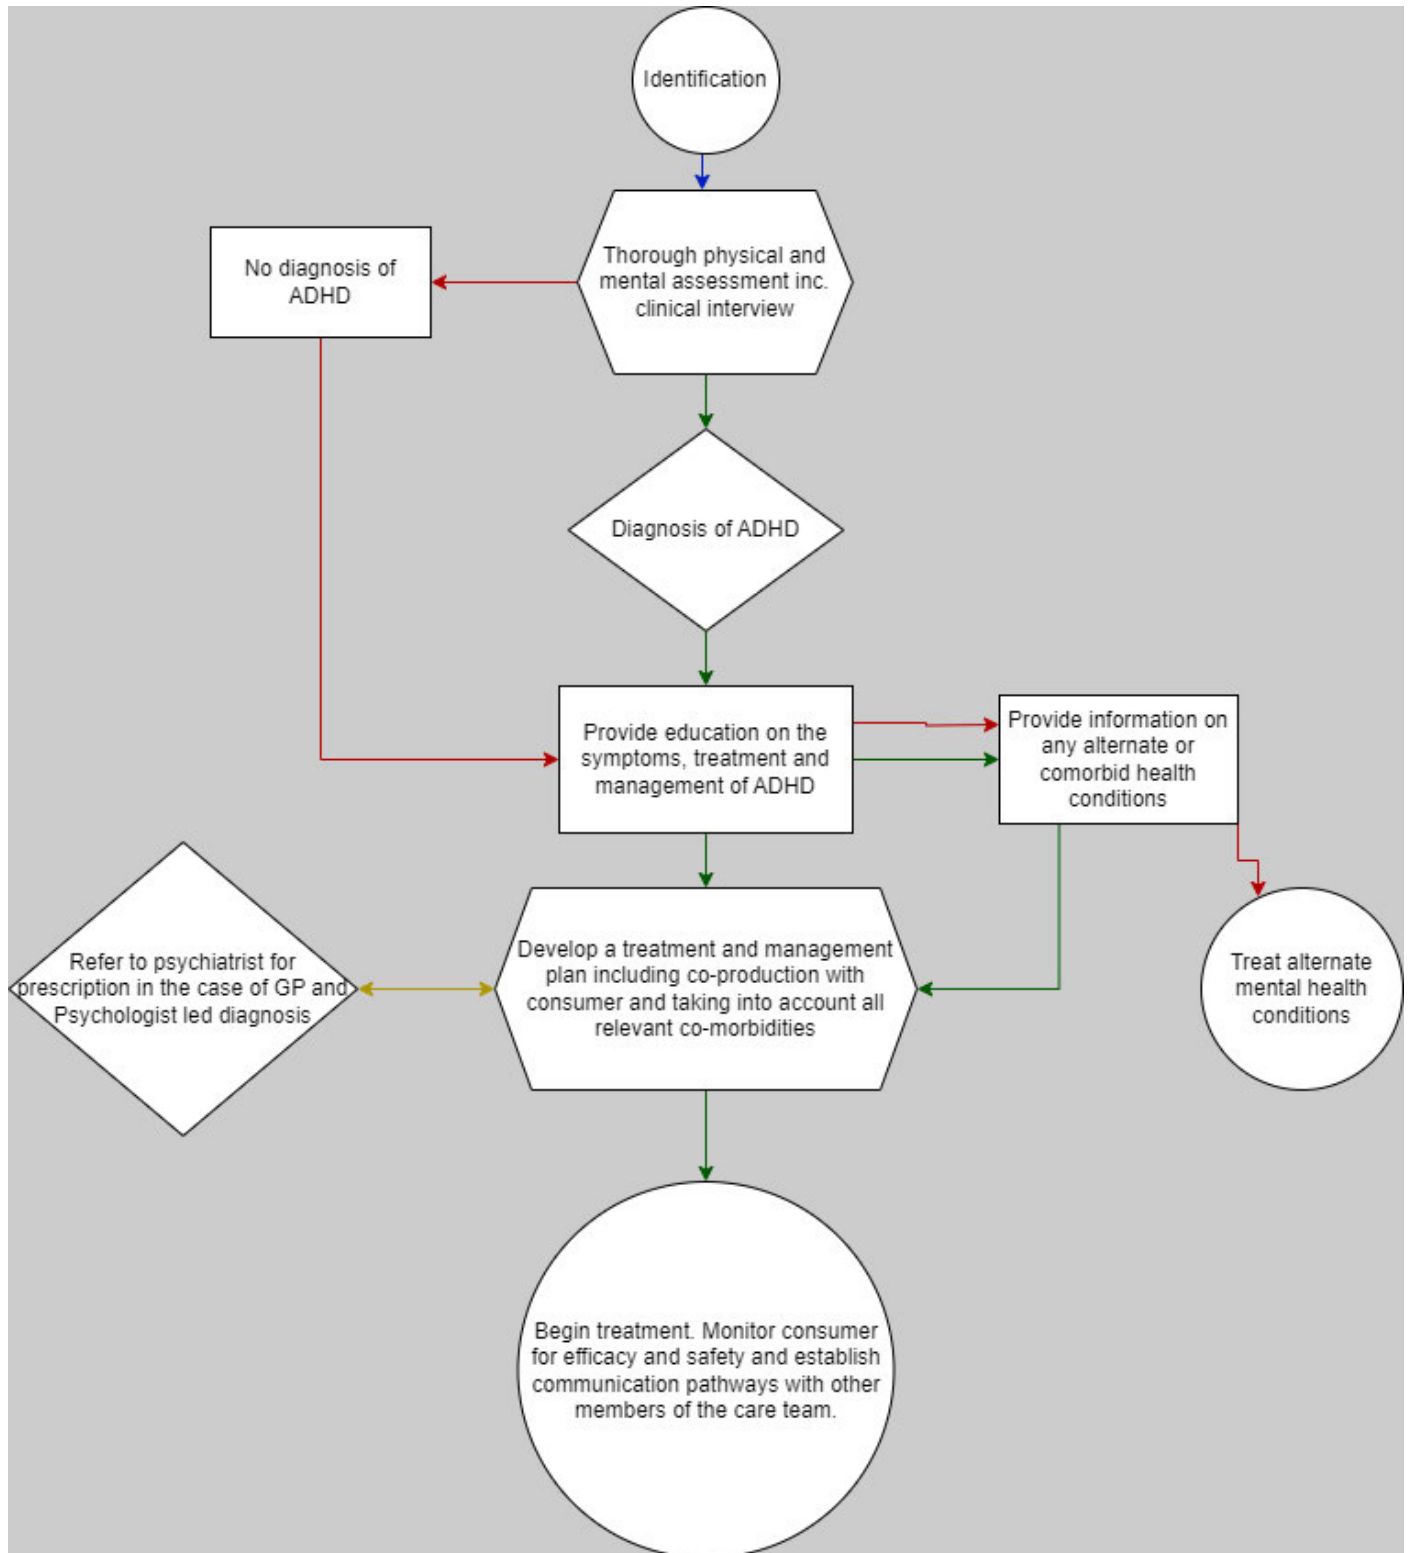 Identification
Thorough physical and
mental assessment inc.
clinical interview
No diagnosis of
ADHD
Diagnosis of ADHD
Provide education on the
symptoms, treatment and
management of ADHD
Provide information on
any alternate or
comorbid health
conditions
Refer to psychiatrist for
prescription in the case of GP and
Psychologist led diagnosis
Develop a treatment and management
plan including co-production with
consumer and taking into account all
relevant co-morbidities
Treat alternate
mental health
conditions
Begin treatment. Monitor consumer
for efficacy and safety and establish
communication pathways with other
members of the care team.